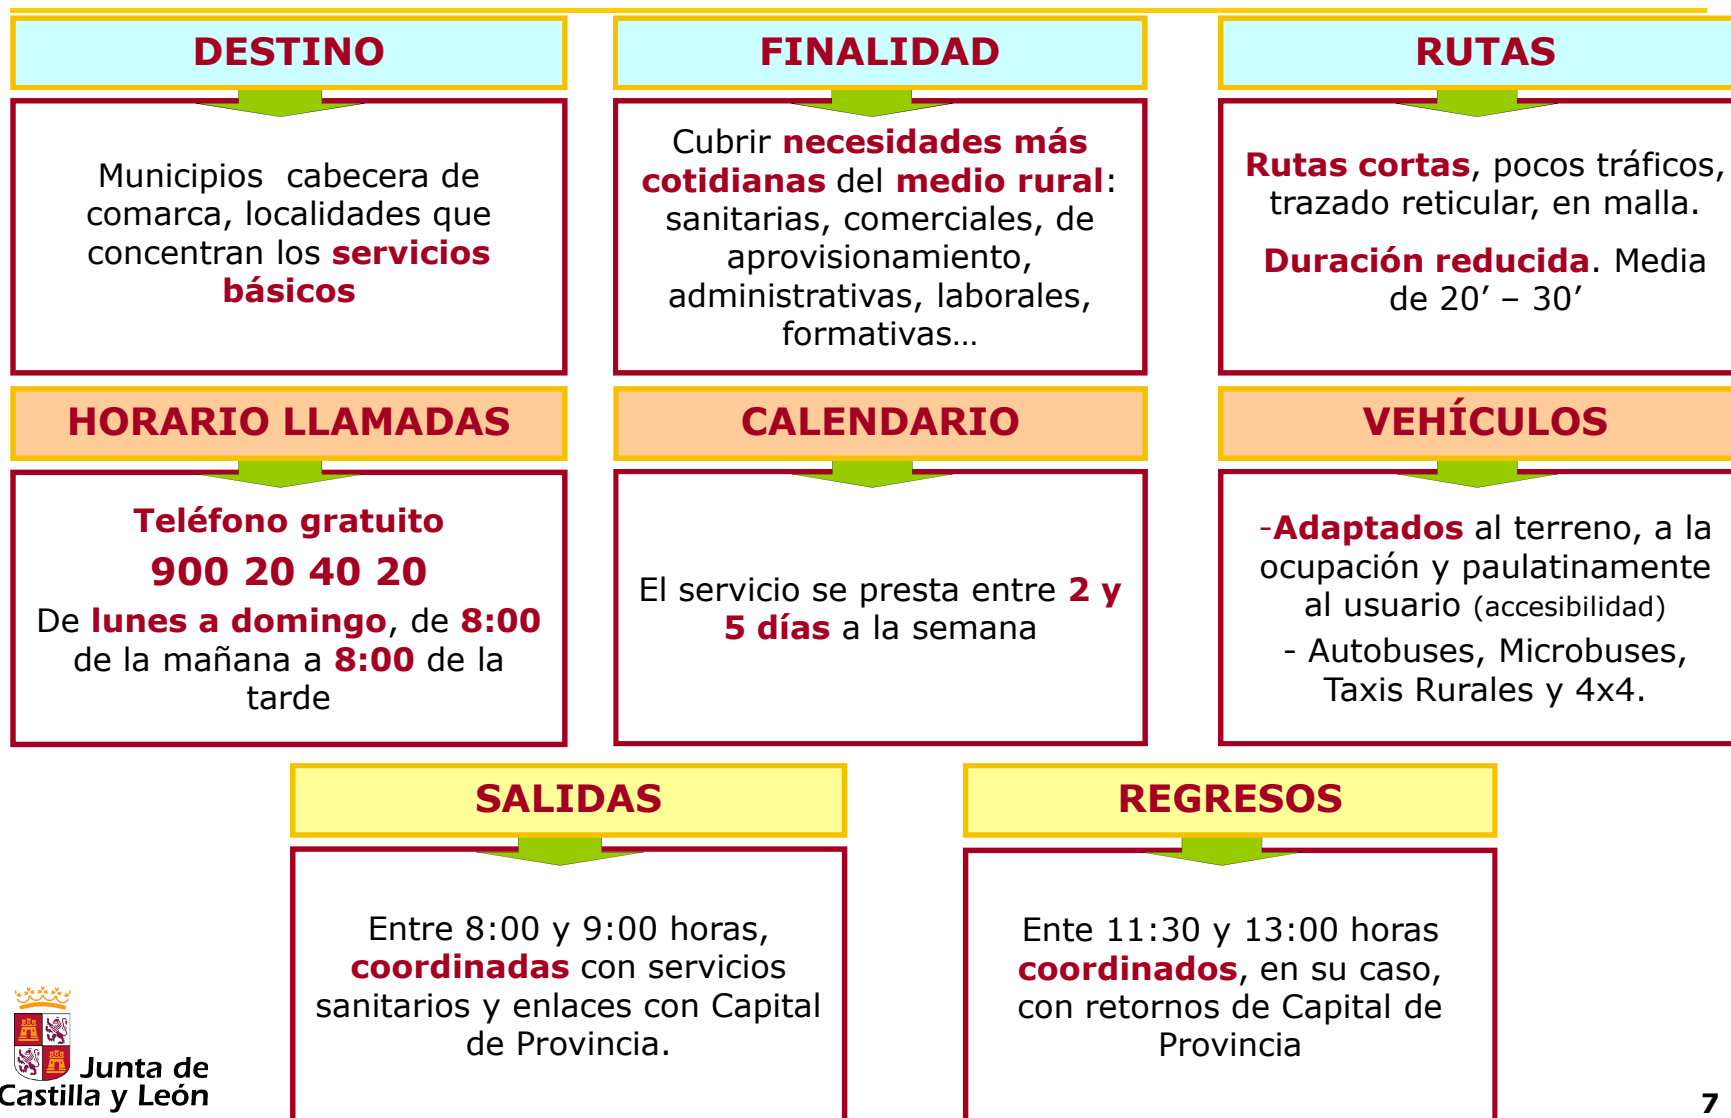 DESTINO
Municipios cabecera de
comarca, localidades que
concentran los servicios
básicos
FINALIDAD
Cubrir necesidades más
cotidianas del medio rural:
sanitarias, comerciales, de
aprovisionamiento,
administrativas, laborales,
formativas…
RUTAS
Rutas cortas, pocos tráficos,
trazado reticular, en malla.
Duración reducida. Media
de 20’ – 30’
HORARIO LLAMADAS
Teléfono gratuito
900 20 40 20
De lunes a domingo, de 8:00
de la mañana a 8:00 de la
tarde
CALENDARIO
El servicio se presta entre 2 y
5 días a la semana
VEHÍCULOS
-Adaptados al terreno, a la
ocupación y paulatinamente
al usuario (accesibilidad)
- Autobuses, Microbuses,
Taxis Rurales y 4x4.
SALIDAS
Entre 8:00 y 9:00 horas,
coordinadas con servicios
sanitarios y enlaces con Capital
de Provincia.
REGRESOS
Ente 11:30 y 13:00 horas
coordinados, en su caso,
con retornos de Capital de
Provincia
Junta de
Castilla y León
7